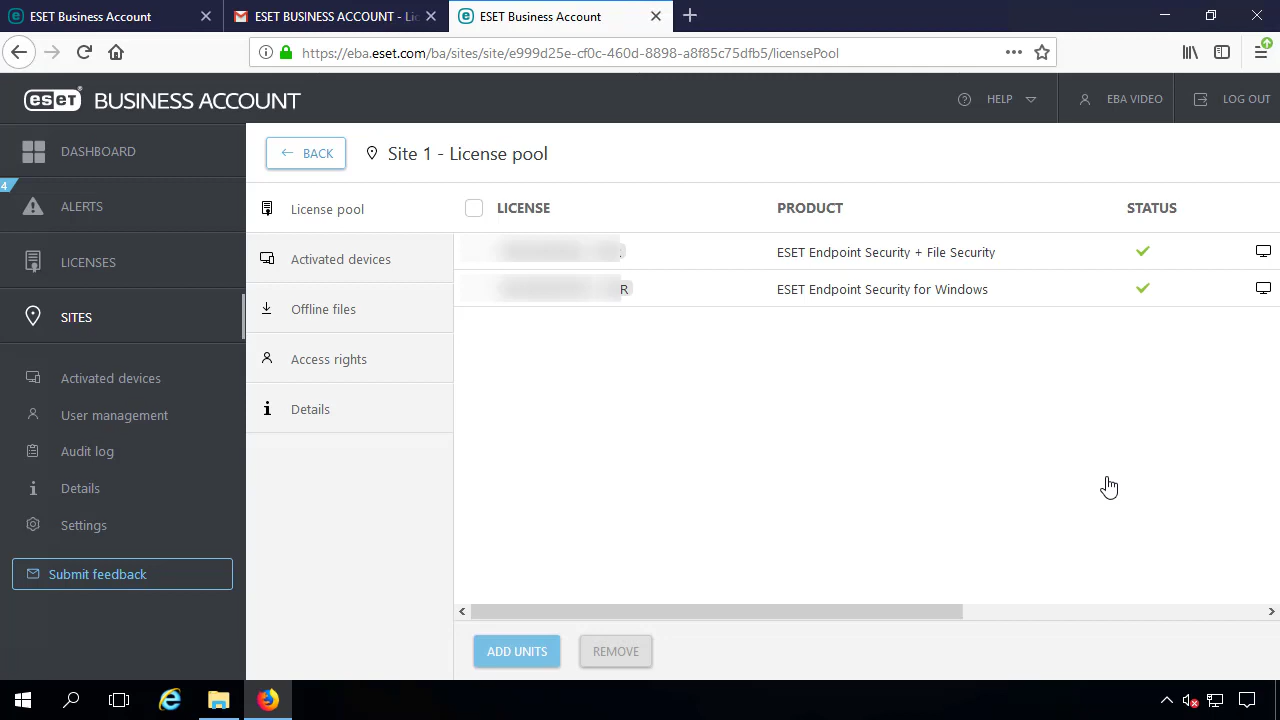 ESET Business Account
ESET BUSINESS ACCOUNT - Lic
ESET Business Account
https://eba.eset.com/ba/sites/site/e999d25e-cf0c-460d-8898-a8f85c75dfb5/licensePool
eset BUSINESS ACCOUNT
HELP
EBA VIDEO
LOG OUT
DASHBOARD
4
ALERTS
LICENSES
SITES
Activated devices
User management
Audit log
Details
Settings
Submit feedback
BACK
Site 1 - License pool
License pool
Activated devices
Offline files
Access rights
Details
LICENSE PRODUCT STATUS
ESET Endpoint Security + File Security
R ESET Endpoint Security for Windows
ADD UNITS
REMOVE